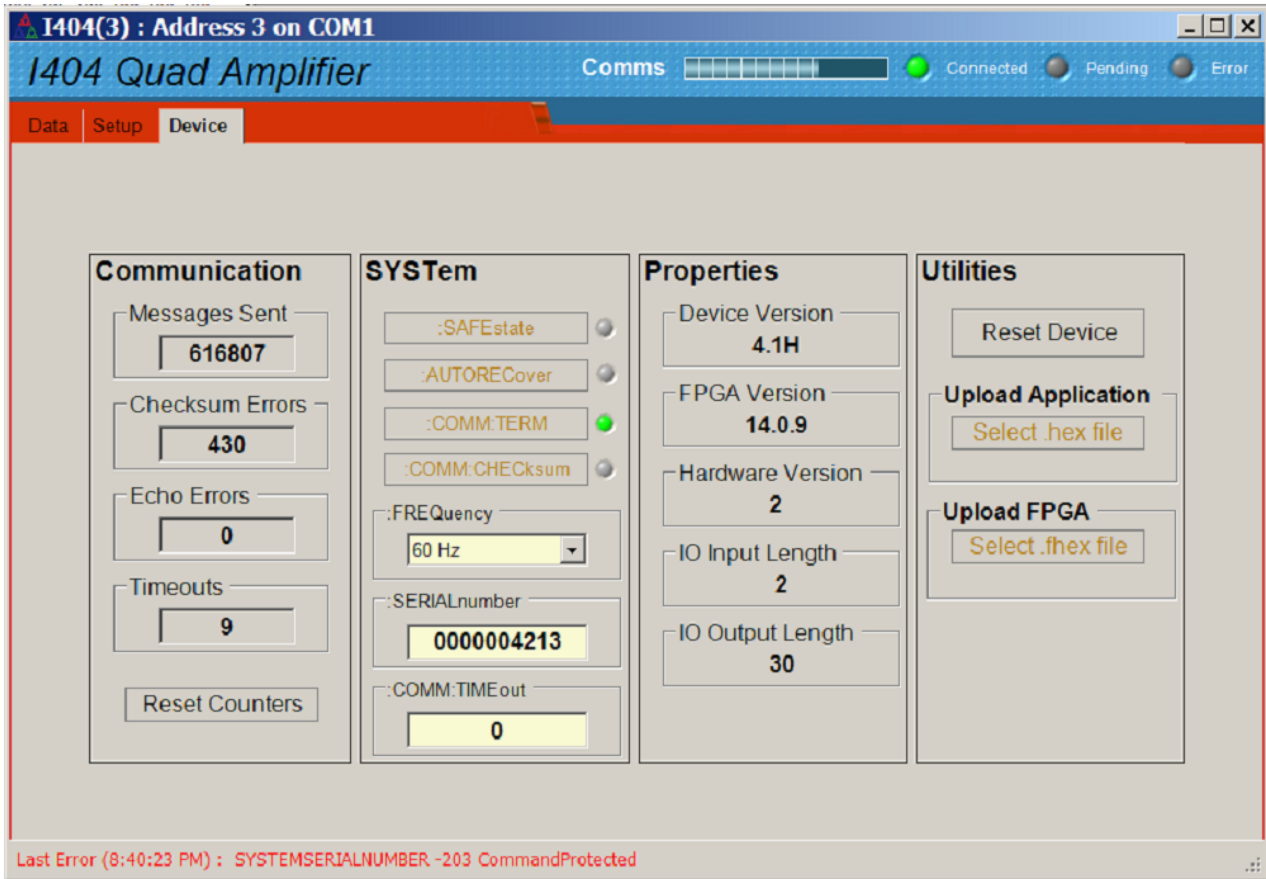 I404(3) : Address 3 on COM1
I404 Quad Amplifier
Comms
Connected
Pending
Error
Data
Setup
Device
Communication
Messages Sent
616807
Checksum Errors
430
Echo Errors
0
Timeouts
9
Reset Counters
SYSTem
:SAFEstate
:AUTORECover
:COMM:TERM
:COMM:CHECksum
:FREQuency
60 Hz
:SERIALnumber
0000004213
:COMM:TIMEout
0
Properties
Device Version
4.1H
FPGA Version
14.0.9
Hardware Version
2
IO Input Length
2
IO Output Length
30
Utilities
Reset Device
Upload Application
Select .hex file
Upload FPGA
Select .fhex file
Last Error (8:40:23 PM) : SYSTEMSERIALNUMBER -203 CommandProtected